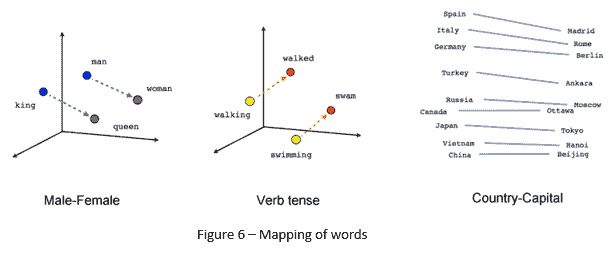 man
woman
king
queen
Male-Female
walked
swam
walking
swimming
Verb tense
Spain
Madrid
Italy
Rome
Germany
Berlin
Turkey
Ankara
Russia
Moscow
Canada
Ottawa
Japan
Tokyo
Vietnam
Hanoi
China
Beijing
Country-Capital
Figure 6 – Mapping of words